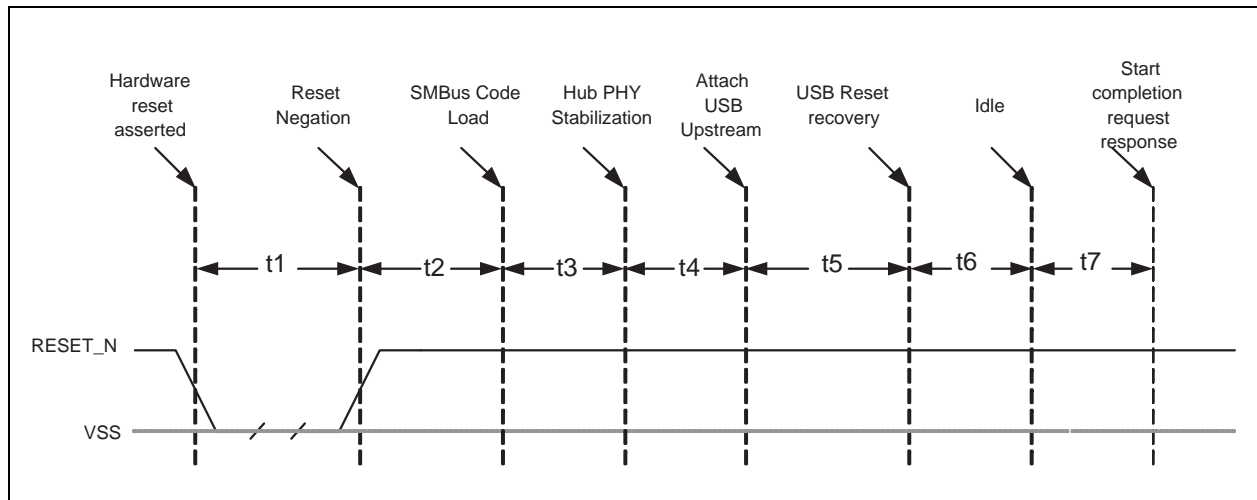 Hardware
reset
asserted
Reset
Negation
SMBus Code
Load
Hub PHY
Stabilization
Attach
USB
Upstream
USB Reset
recovery
Idle
Start
completion
request
response
t1
t2
t3
t4
t5
t6
t7
RESET_N
VSS